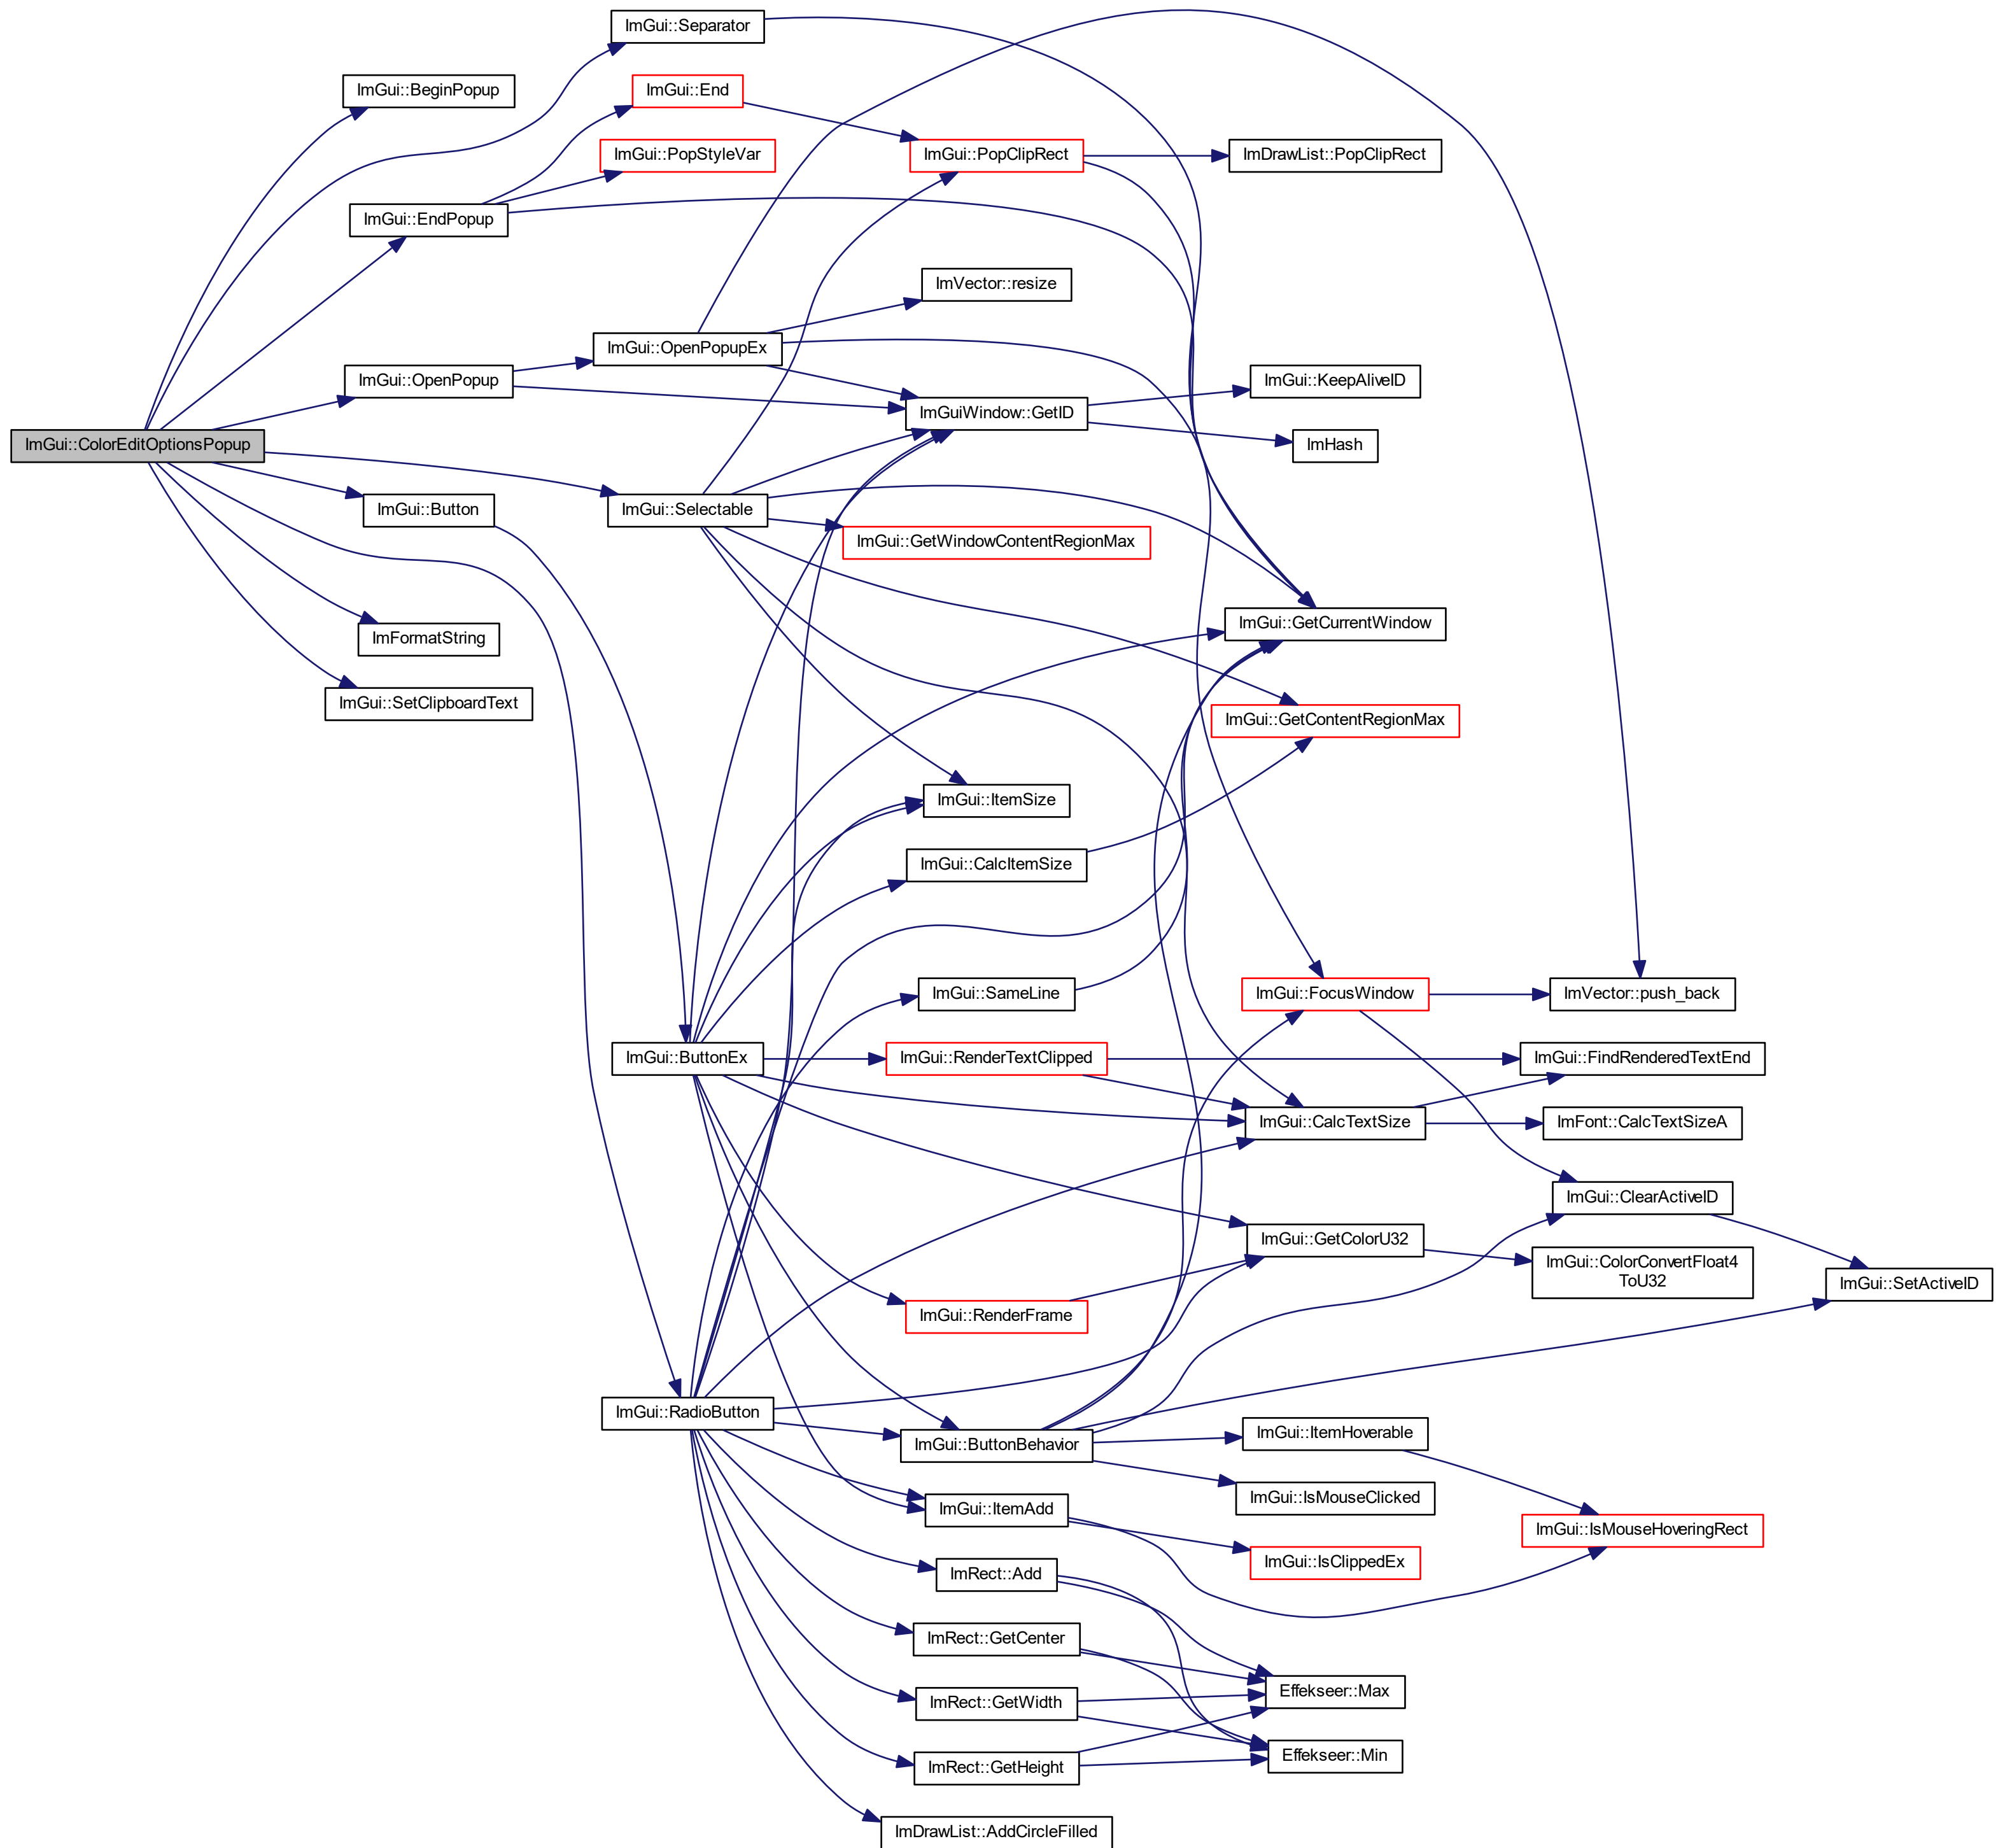 ImGui::Separator
ImGui::BeginPopup
ImGui::End
ImGui::PopStyleVar
ImGui::PopClipRect
ImDrawList::PopClipRect
ImGui::EndPopup
ImVector::resize
ImGui::OpenPopupEx
ImGui::OpenPopup
ImGui::KeepAliveID
ImGuiWindow::GetID
ImGui::ColorEditOptionsPopup
ImHash
ImGui::Button
ImGui::Selectable
ImGui::GetWindowContentRegionMax
ImFormatString
ImGui::GetCurrentWindow
ImGui::SetClipboardText
ImGui::GetContentRegionMax
ImGui::ItemSize
ImGui::CalcItemSize
ImGui::SameLine
ImGui::FocusWindow
ImVector::push_back
ImGui::ButtonEx
ImGui::RenderTextClipped
ImGui::FindRenderedTextEnd
ImGui::CalcTextSize
ImFont::CalcTextSizeA
ImGui::ClearActiveID
ImGui::GetColorU32
ImGui::ColorConvertFloat4
ToU32
ImGui::SetActiveID
ImGui::RenderFrame
ImGui::RadioButton
ImGui::ButtonBehavior
ImGui::ItemHoverable
ImGui::IsMouseClicked
ImGui::ItemAdd
ImGui::IsMouseHoveringRect
ImGui::IsClippedEx
ImRect::Add
ImRect::GetCenter
ImRect::GetWidth
Effekseer::Max
ImRect::GetHeight
Effekseer::Min
ImDrawList::AddCircleFilled